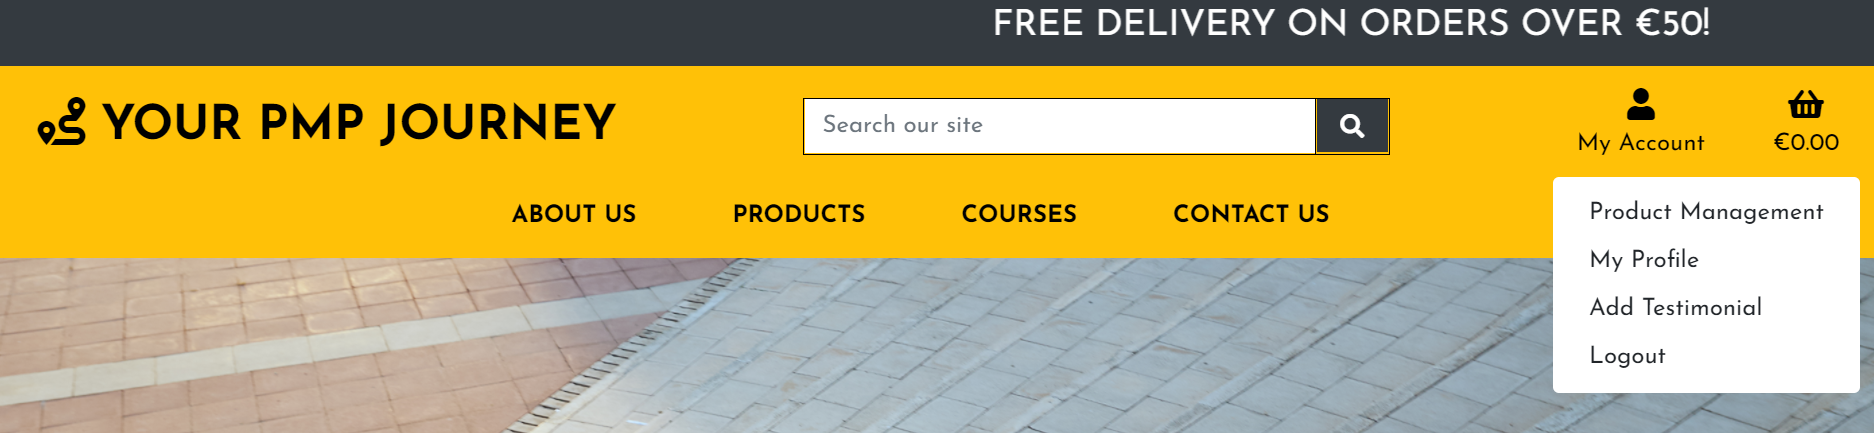 FREE DELIVERY ON ORDERS OVER €50!
YOUR PMP JOURNEY
Search our site
My Account
€0.00
ABOUT US
PRODUCTS
COURSES
CONTACT US
Product Management
My Profile
Add Testimonial
Logout